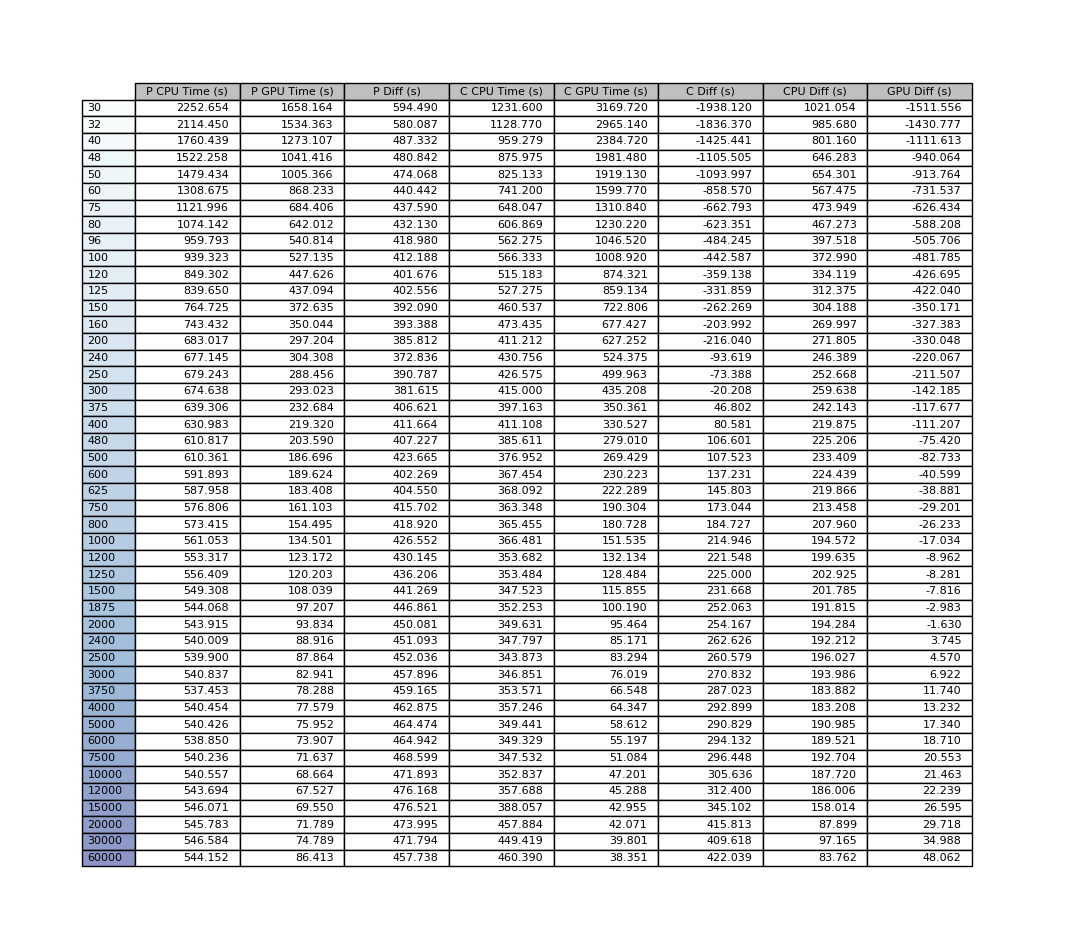 P CPU Time (s) P GPU Time (s) P Diff (s) C CPU Time (s) C GPU Time (s) C Diff (s) CPU Diff (s) GPU Diff (s)
30 2252.654 1658.164 594.490 1231.600 3169.720 -1938.120 1021.054 -1511.556
32 2114.450 1534.363 580.087 1128.770 2965.140 -1836.370 985.680 -1430.777
40 1760.439 1273.107 487.332 959.279 2384.720 -1425.441 801.160 -1111.613
48 1522.258 1041.416 480.842 875.975 1981.480 -1105.505 646.283 -940.064
50 1479.434 1005.366 474.068 825.133 1919.130 -1093.997 654.301 -913.764
60 1308.675 868.233 440.442 741.200 1599.770 -858.570 567.475 -731.537
75 1121.996 684.406 437.590 648.047 1310.840 -662.793 473.949 -626.434
80 1074.142 642.012 432.130 606.869 1230.220 -623.351 467.273 -588.208
96 959.793 540.814 418.980 562.275 1046.520 -484.245 397.518 -505.706
100 939.323 527.135 412.188 566.333 1008.920 -442.587 372.990 -481.785
120 849.302 447.626 401.676 515.183 874.321 -359.138 334.119 -426.695
125 839.650 437.094 402.556 527.275 859.134 -331.859 312.375 -422.040
150 764.725 372.635 392.090 460.537 722.806 -262.269 304.188 -350.171
160 743.432 350.044 393.388 473.435 677.427 -203.992 269.997 -327.383
200 683.017 297.204 385.812 411.212 627.252 -216.040 271.805 -330.048
240 677.145 304.308 372.836 430.756 524.375 -93.619 246.389 -220.067
250 679.243 288.456 390.787 426.575 499.963 -73.388 252.668 -211.507
300 674.638 293.023 381.615 415.000 435.208 -20.208 259.638 -142.185
375 639.306 232.684 406.621 397.163 350.361 46.802 242.143 -117.677
400 630.983 219.320 411.664 411.108 330.527 80.581 219.875 -111.207
480 610.817 203.590 407.227 385.611 279.010 106.601 225.206 -75.420
500 610.361 186.696 423.665 376.952 269.429 107.523 233.409 -82.733
600 591.893 189.624 402.269 367.454 230.223 137.231 224.439 -40.599
625 587.958 183.408 404.550 368.092 222.289 145.803 219.866 -38.881
750 576.806 161.103 415.702 363.348 190.304 173.044 213.458 -29.201
800 573.415 154.495 418.920 365.455 180.728 184.727 207.960 -26.233
1000 561.053 134.501 426.552 366.481 151.535 214.946 194.572 -17.034
1200 553.317 123.172 430.145 353.682 132.134 221.548 199.635 -8.962
1250 556.409 120.203 436.206 353.484 128.484 225.000 202.925 -8.281
1500 549.308 108.039 441.269 347.523 115.855 231.668 201.785 -7.816
1875 544.068 97.207 446.861 352.253 100.190 252.063 191.815 -2.983
2000 543.915 93.834 450.081 349.631 95.464 254.167 194.284 -1.630
2400 540.009 88.916 451.093 347.797 85.171 262.626 192.212 3.745
2500 539.900 87.864 452.036 343.873 83.294 260.579 196.027 4.570
3000 540.837 82.941 457.896 346.851 76.019 270.832 193.986 6.922
3750 537.453 78.288 459.165 353.571 66.548 287.023 183.882 11.740
4000 540.454 77.579 462.875 357.246 64.347 292.899 183.208 13.232
5000 540.426 75.952 464.474 349.441 58.612 290.829 190.985 17.340
6000 538.850 73.907 464.942 349.329 55.197 294.132 189.521 18.710
7500 540.236 71.637 468.599 347.532 51.084 296.448 192.704 20.553
10000 540.557 68.664 471.893 352.837 47.201 305.636 187.720 21.463
12000 543.694 67.527 476.168 357.688 45.288 312.400 186.006 22.239
15000 546.071 69.550 476.521 388.057 42.955 345.102 158.014 26.595
20000 545.783 71.789 473.995 457.884 42.071 415.813 87.899 29.718
30000 546.584 74.789 471.794 449.419 39.801 409.618 97.165 34.988
60000 544.152 86.413 457.738 460.390 38.351 422.039 83.762 48.062